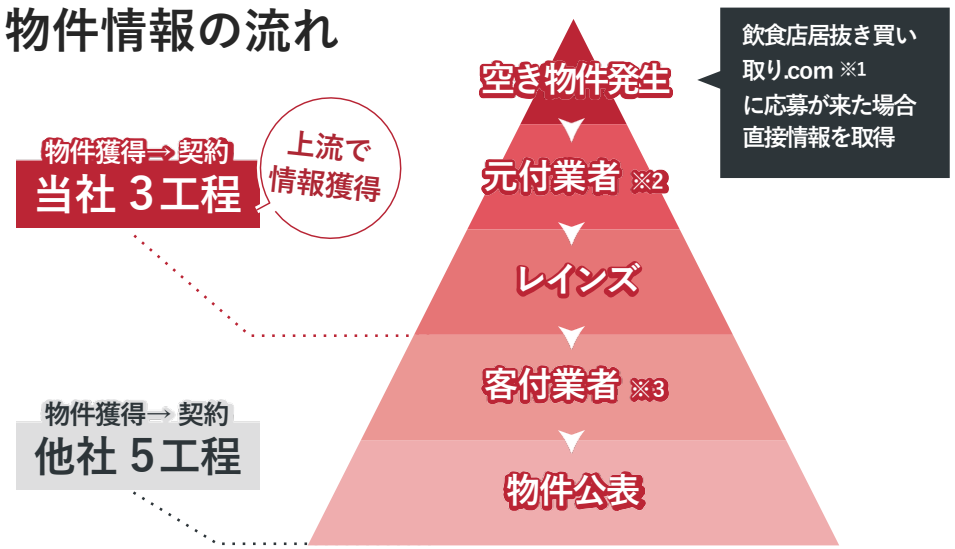 物件情報の流れ
物件獲得→ 契約
当社 3工程
上流で
情報獲得
物件獲得→ 契約
他社 5工程
空き物件発生
元付業者 ※2
レインズ
客付業者 ※3
物件公表
飲食店居抜き買い
取り.com ※1
に応募が来た場合
直接情報を取得